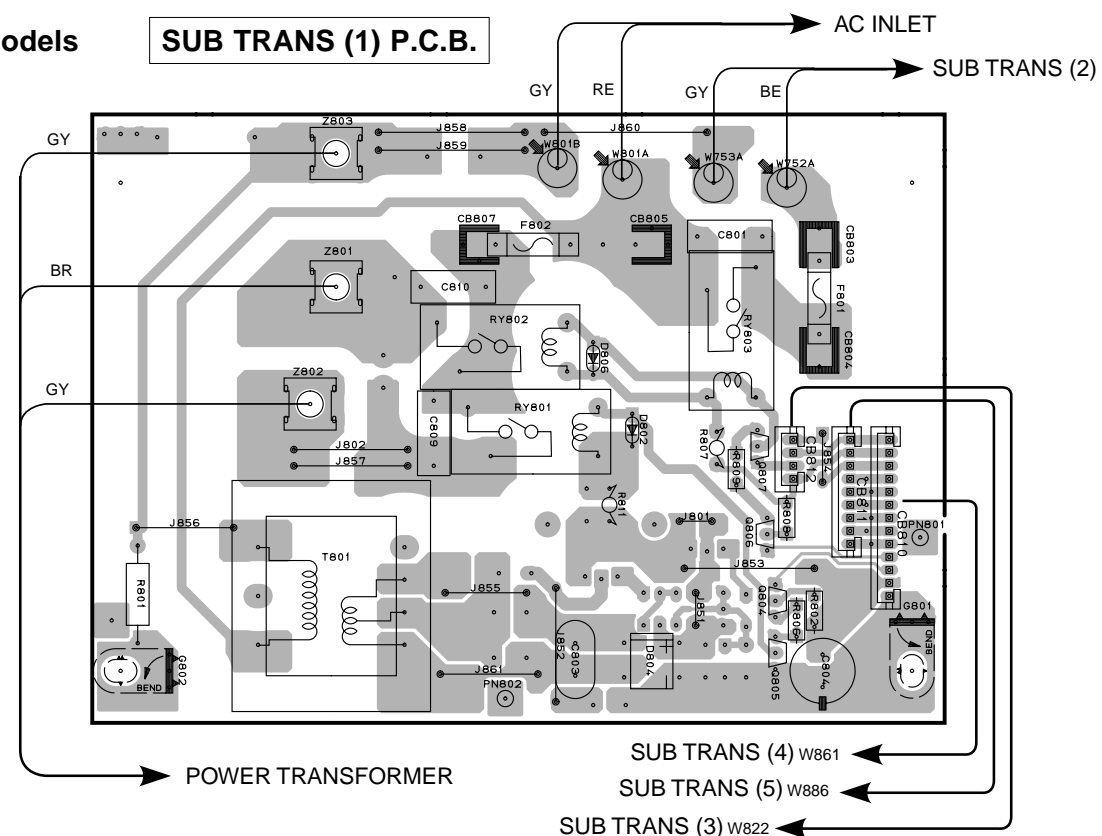 odels
SUB TRANS (1) P.C.B.
AC INLET
SUB TRANS (2)
GY
RE
GY
BE
GY
Z803
J858
J860
J859
W801B
W801A
W753A
W752A
CB807
F802
CB805
C801
CB803
Z801
BR
C810
F801
RY802
RY803
D806
CB804
Z802
GY
C809
RY801
D802
R807
J802
J857
R809
Q807
CB812
J854
CB811
CB810
R811
R808
PN801
J856
J801
Q806
T801
J853
R801
J855
J851
Q804
R806
R802
G801
J852
C803
D804
C804
BEND
G802
J861
Q805
BEND
PN802
SUB TRANS (4) W861
POWER TRANSFORMER
SUB TRANS (5) W886
SUB TRANS (3) W822